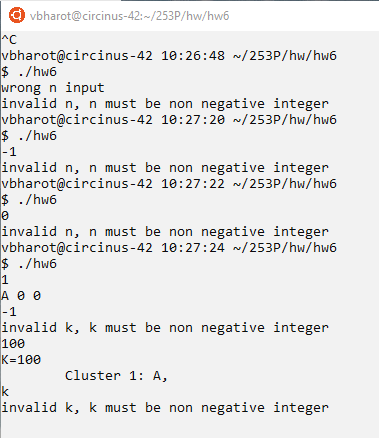 vbharot@circinus-42:~/253P/hw/hw6
^C
vbharot@circinus-42 10:26:48 ~/253P/hw/hw6
$ ./hw6
wrong n input
invalid n, n must be non negative integer
vbharot@circinus-42 10:27:20 ~/253P/hw/hw6
$ ./hw6
-1
invalid n, n must be non negative integer
vbharot@circinus-42 10:27:22 ~/253P/hw/hw6
$ ./hw6
0
invalid n, n must be non negative integer
vbharot@circinus-42 10:27:24 ~/253P/hw/hw6
$ ./hw6
1
A 0 0
-1
invalid k, k must be non negative integer
100
K=100
        Cluster 1: A,
k
invalid k, k must be non negative integer